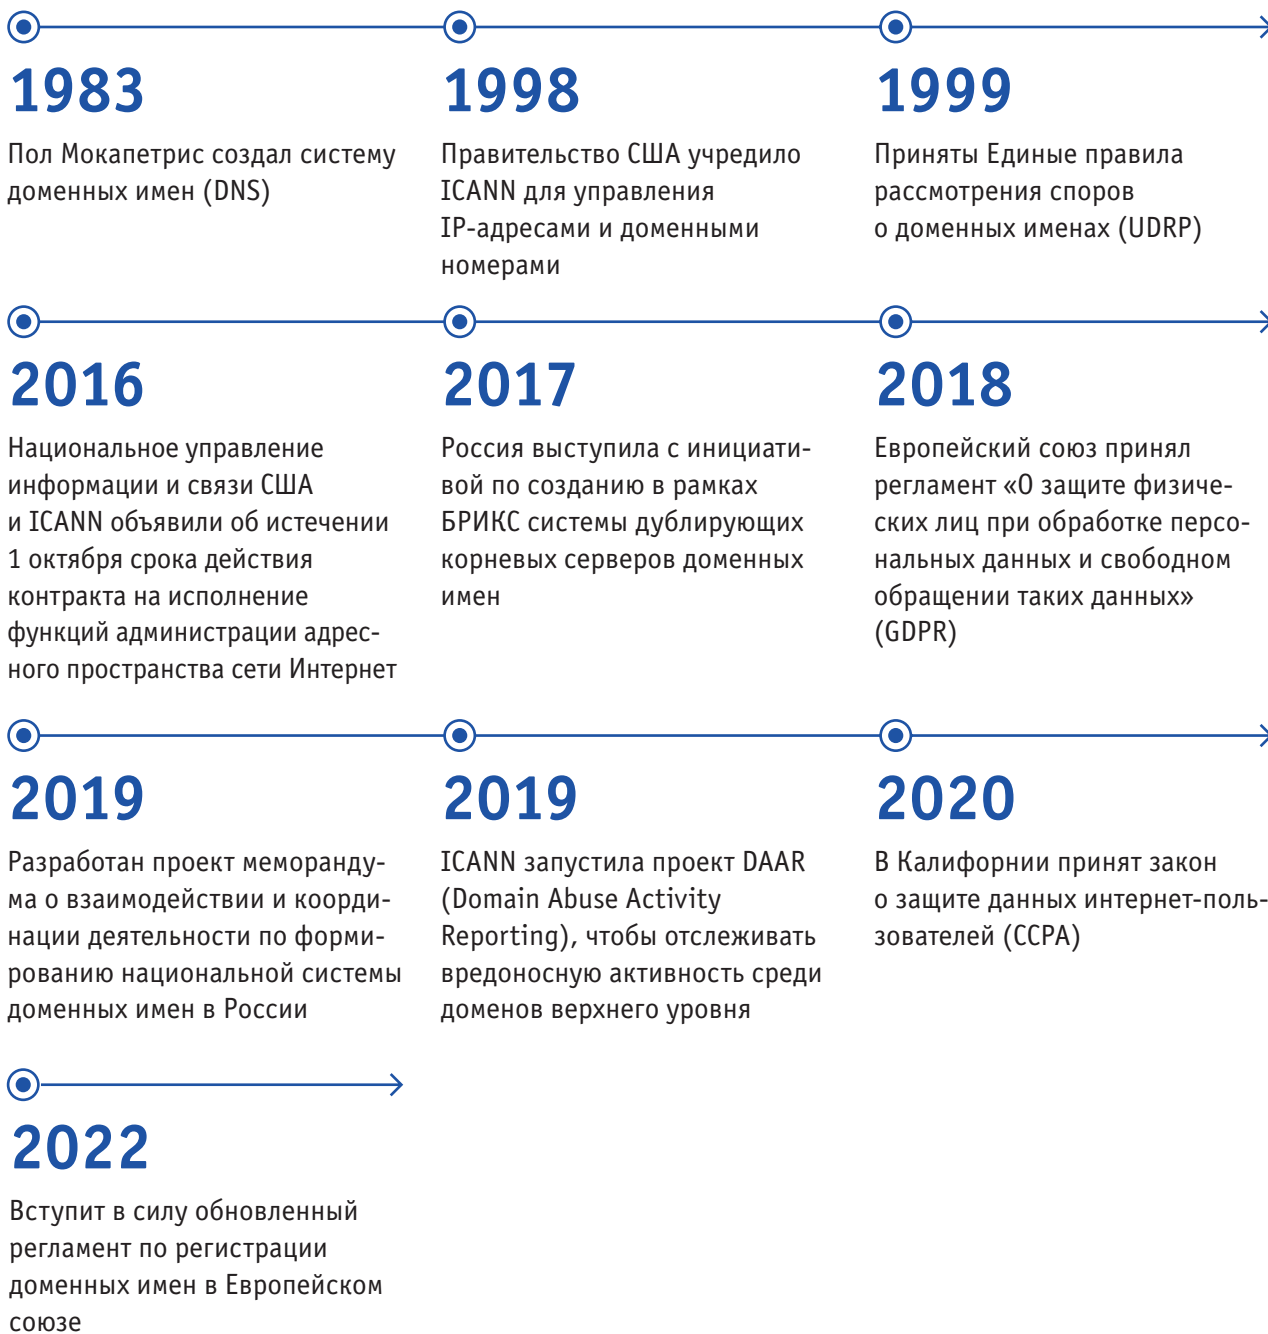 1983
Пол Мокапетрис создал систему
доменных имен (DNS)
1998
Правительство США учредило
ICANN для управления
IP-адресами и доменными
номерами
1999
Приняты Единые правила
рассмотрения споров
о доменных именах (UDRP)
2016
Национальное управление
информации и связи США
и ICANN объявили об истечении
1 октября срока действия
контракта на исполнение
функций администрации адрес-
ного пространства сети Интернет
2017
Россия выступила с инициати-
вой по созданию в рамках
БРИКС системы дублирующих
корневых серверов доменных
имен
2018
Европейский союз принял
регламент «О защите физиче-
ских лиц при обработке персо-
нальных данных и свободном
обращении таких данных»
(GDPR)
2019
Разработан проект меморанду-
ма о взаимодействии и коорди-
нации деятельности по форми-
рованию национальной системы
доменных имен в России
2019
ICANN запустила проект DAAR
(Domain Abuse Activity
Reporting), чтобы отслеживать
вредоносную активность среди
доменов верхнего уровня
2020
В Калифорнии принят закон
о защите данных интернет-поль-
зователей (CCPA)
2022
Вступит в силу обновленный
регламент по регистрации
доменных имен в Европейском
союзе